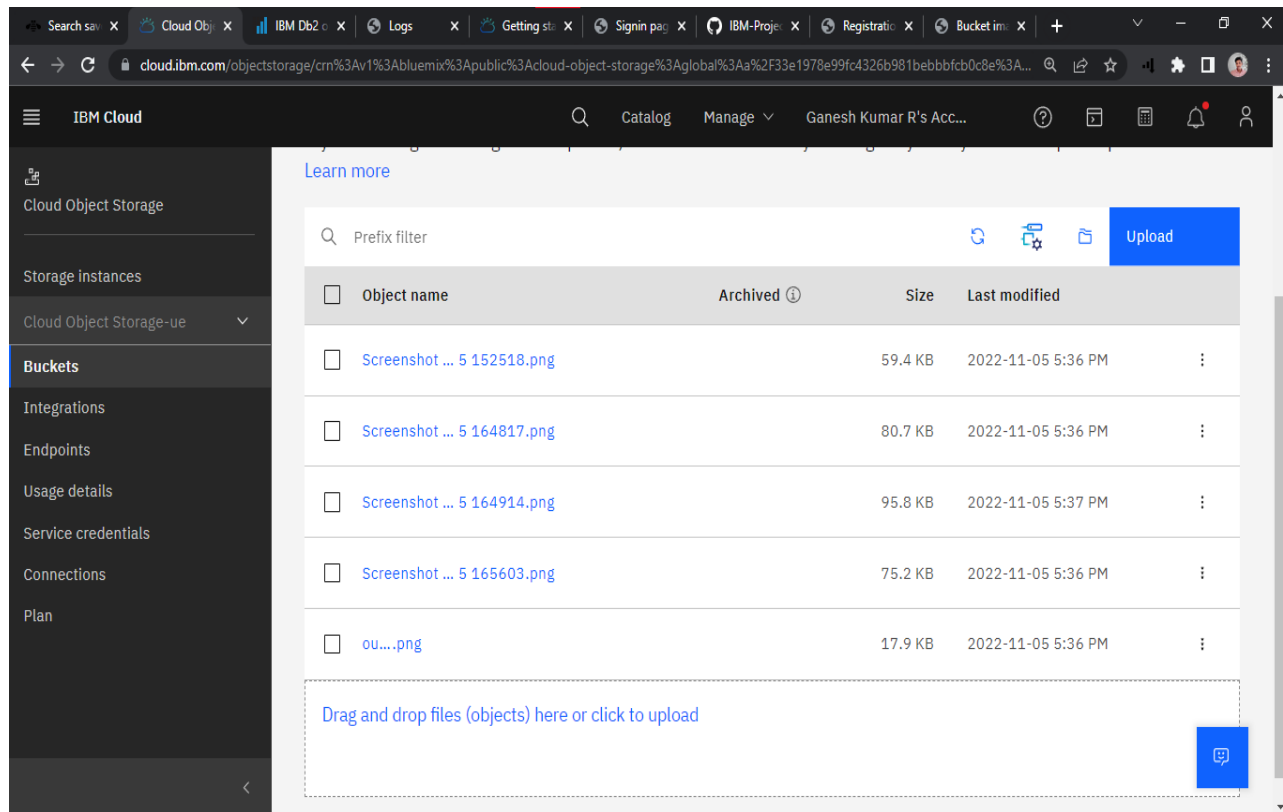 Search sav
Cloud Obje
IBM Db2 o
Logs
Getting sta
Signin pag
IBM-Projec
Registratio
Bucket ima
cloud.ibm.com/objectstorage/crn%3Av1%3Abluemix%3Apublic%3Acloud-object-storage%3Aglobal%3Aa%2F33e1978e99fc4326b981bebbbfcb0c8e%3A...
IBM Cloud
Catalog
Manage
Ganesh Kumar R's Acc...
Cloud Object Storage
Storage instances
Cloud Object Storage-ue
Buckets
Integrations
Endpoints
Usage details
Service credentials
Connections
Plan
Learn more
Prefix filter
Upload
Object name Archived Size Last modified
Screenshot ... 5 152518.png 59.4 KB 2022-11-05 5:36 PM
Screenshot ... 5 164817.png 80.7 KB 2022-11-05 5:36 PM
Screenshot ... 5 164914.png 95.8 KB 2022-11-05 5:37 PM
Screenshot ... 5 165603.png 75.2 KB 2022-11-05 5:36 PM
ou....png 17.9 KB 2022-11-05 5:36 PM
Drag and drop files (objects) here or click to upload